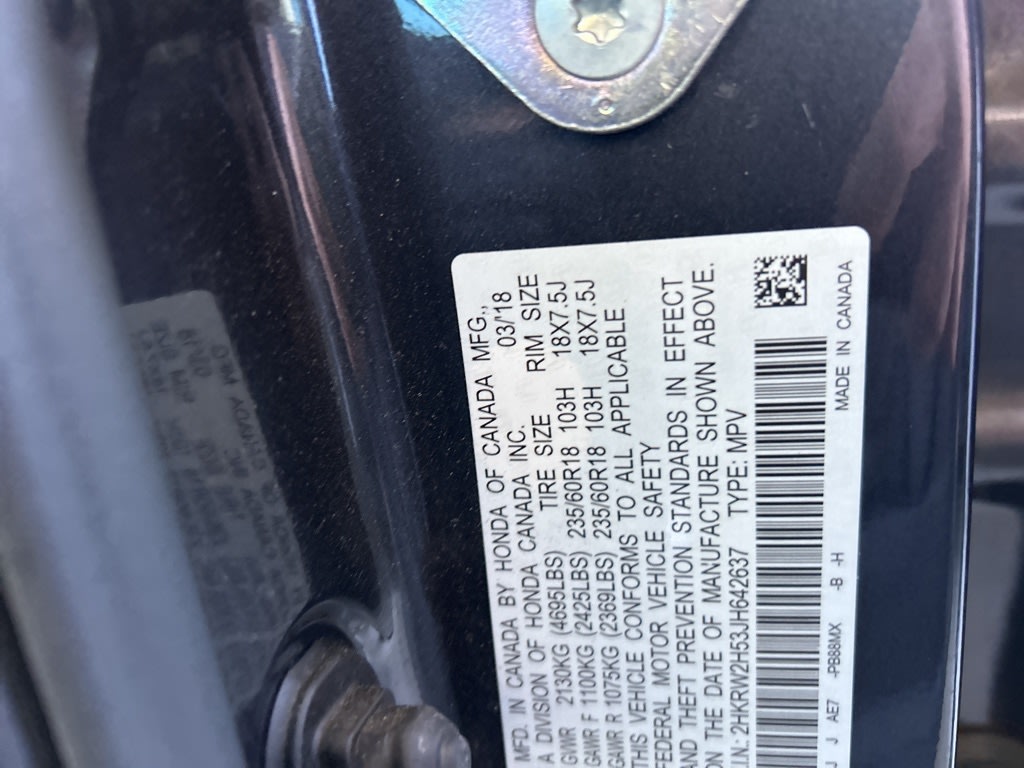 MFD. IN CANADA BY HONDA OF CANADA MFG.,
A DIVISION OF HONDA CANADA INC. 03/'18
GVWR 2130KG (4695LBS) TIRE SIZE RIM SIZE
GAWR F 1100KG (2425LBS) 235/60R18 103H 18X7.5J
GAWR R 1075KG (2369LBS) 235/60R18 103H 18X7.5J
THIS VEHICLE CONFORMS TO ALL APPLICABLE
FEDERAL MOTOR VEHICLE SAFETY
AND THEFT PREVENTION STANDARDS IN EFFECT
ON THE DATE OF MANUFACTURE SHOWN ABOVE.
I.N: 2HKRW2H53JH642637 TYPE: MPV
J J AE7 -PB88MX -B -H
MADE IN CANADA